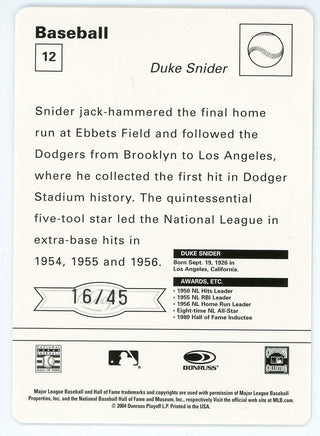 Baseball
12
Duke Snider
Snider jack-hammered the final home
run at Ebbets Field and followed the
Dodgers from Brooklyn to Los Angeles,
where he collected the first hit in Dodger
Stadium history. The quintessential
five-tool star led the National League in
extra-base hits in
1954, 1955 and 1956.
DUKE SNIDER
Born Sept. 19, 1926 in
Los Angeles, California.
AWARDS, ETC.
• 1950 NL Hits Leader
• 1955 NL RBI Leader
• 1956 NL Home Run Leader
• Eight-time NL All-Star
• 1980 Hall of Fame Inductee
16/45
DONRUSS
Major League Baseball and Hall of Fame trademarks and copyrights are used with permission of Major League Baseball
Properties, Inc. and the National Baseball Hall of Fame and Museum, Inc., respectively Visit the official web site at MLB.com.
© 2004 Donruss Playoff L.P. Printed in the USA.